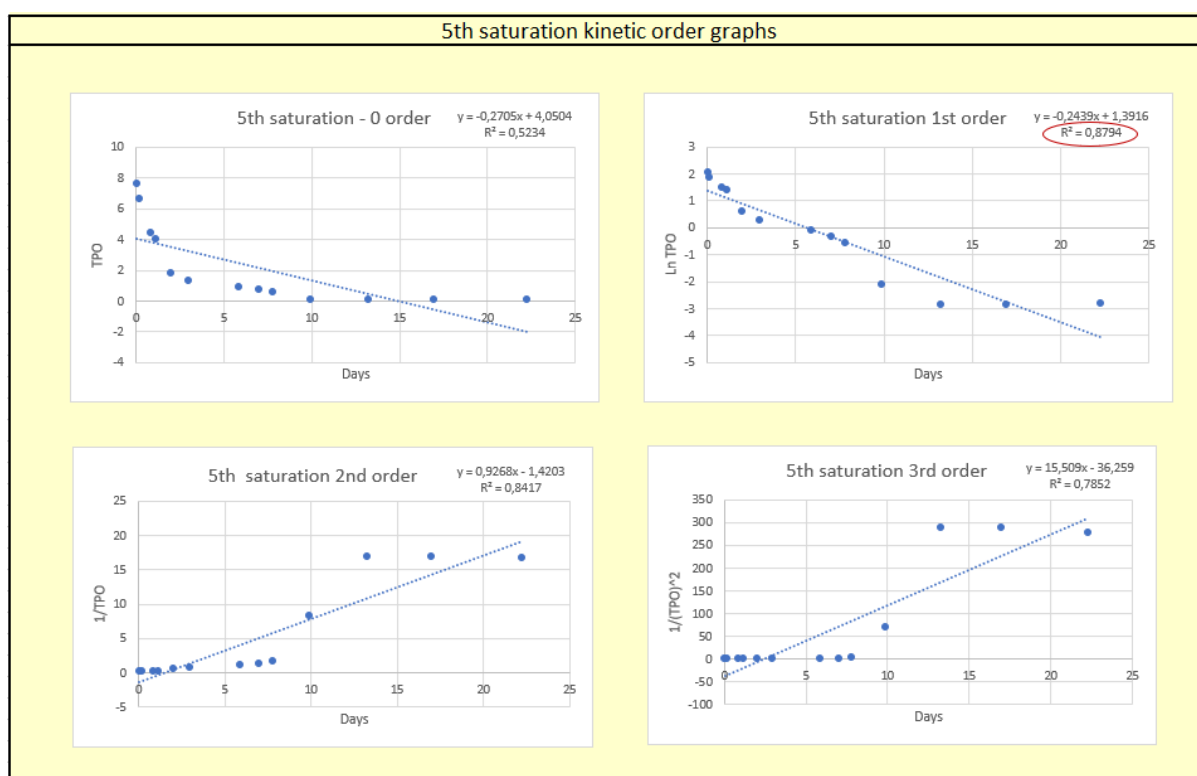 5th saturation kinetic order graphs
5th saturation - 0 order
y = -0,2705x + 4,0504
R² = 0,5234
10
8
6
4
2
0
-2
-4
0
5
10
15
20
25
TPO
Days
5th saturation 1st order
y = -0,2439x + 1,3916
R² = 0,8794
3
2
1
0
-1
-2
-3
-4
-5
0
5
10
15
20
25
Ln TPO
Days
5th  saturation 2nd order
y = 0,9268x - 1,4203
R² = 0,8417
25
20
15
10
5
0
-5
0
5
10
15
20
25
1/TPO
Days
5th saturation 3rd order
y = 15,509x - 36,259
R² = 0,7852
350
300
250
200
150
100
50
0
-50
-100
0
5
10
15
20
25
1/(TPO)^2
Days